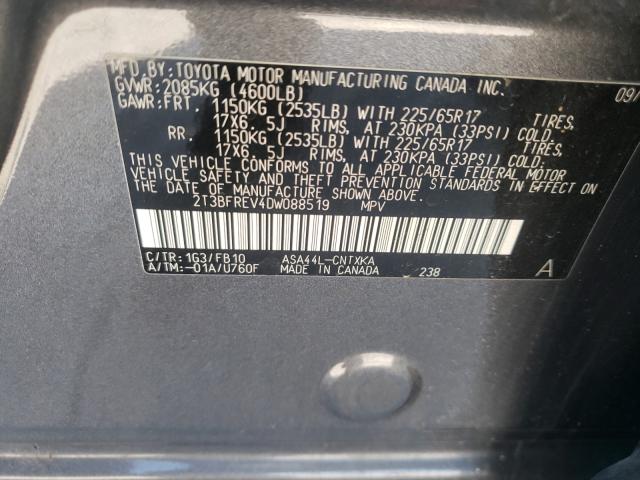 MFD.BY:TOYOTA MOTOR MANUFACTURING CANADA INC. 09/
GVWR:2085KG (4600LB)
GAWR:FRT. 1150KG (2535LB) WITH 225/65R17 TIRES,
17X6.5J RIMS, AT 230KPA (33PSI) COLD.
RR. 1150KG (2535LB) WITH 225/65R17 TIRES,
17X6.5J RIMS, AT 230KPA (33PSI) COLD.
THIS VEHICLE CONFORMS TO ALL APPLICABLE FEDERAL MOTOR
VEHICLE SAFETY AND THEFT PREVENTION STANDARDS IN EFFECT ON
THE DATE OF MANUFACTURE SHOWN ABOVE.
2T3BFREV4DW088519 MPV
C/TR:1G3/FB10 ASA44L-CNTXKA
A/TM:-01A/U760F MADE IN CANADA 238 A